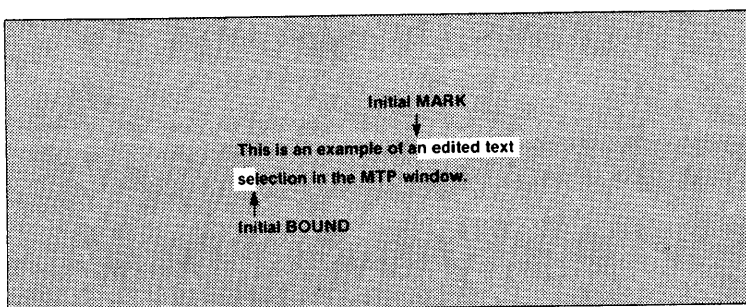 Initial MARK
This is an example of an edited text
selection in the MTP window.
Initial BOUND